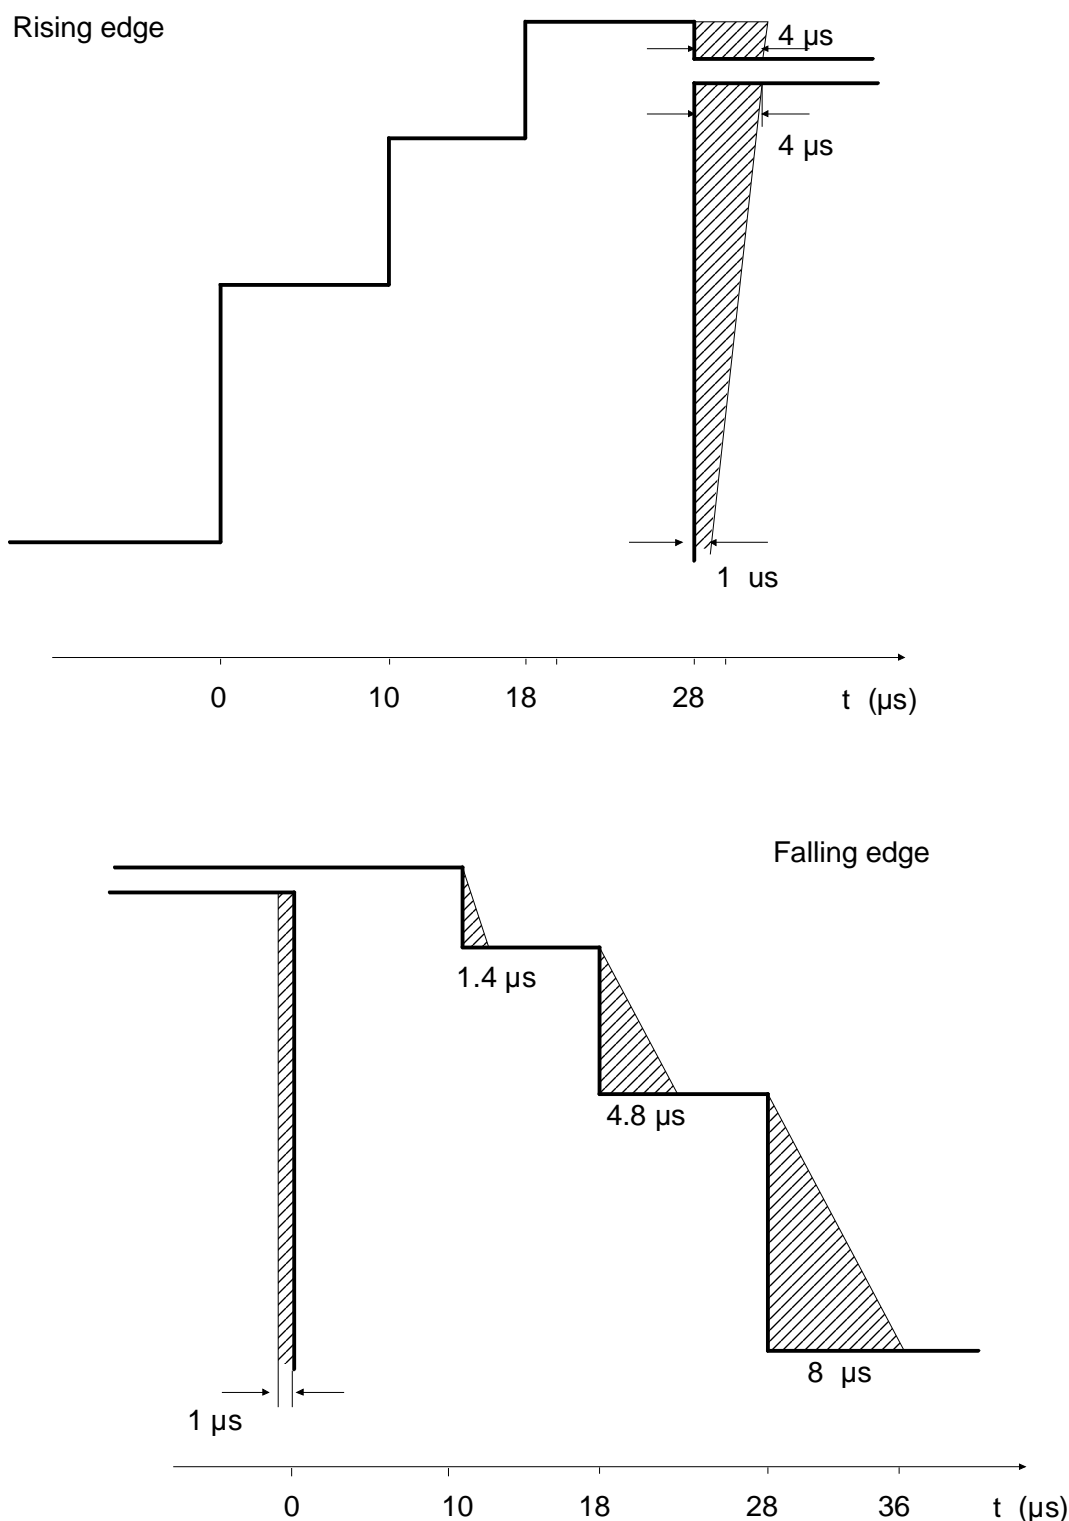 Rising edge
4 µs
4 µs
1 us
0 10 18 28 t (µs)
Falling edge
1.4 µs
4.8 µs
8 µs
1 µs
0 10 18 28 36 t (µs)